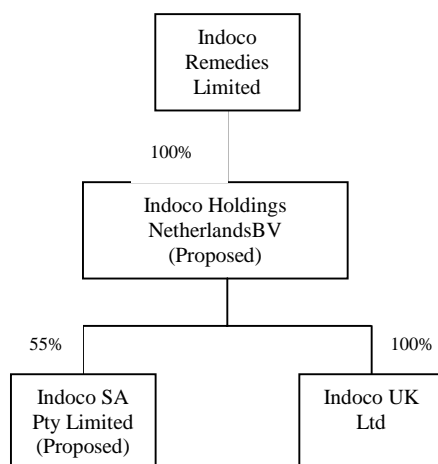 Indoco
Remedies
Limited
100%
Indoco Holdings
NetherlandsBV
(Proposed)
55%
100%
Indoco SA
Pty Limited
(Proposed)
Indoco UK
Ltd